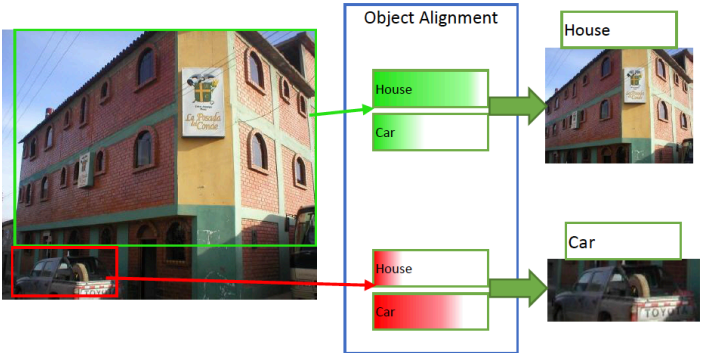 Object Alignment
House
House
Car
La Posada
del Conde
House
Car
Car
TOYOTA